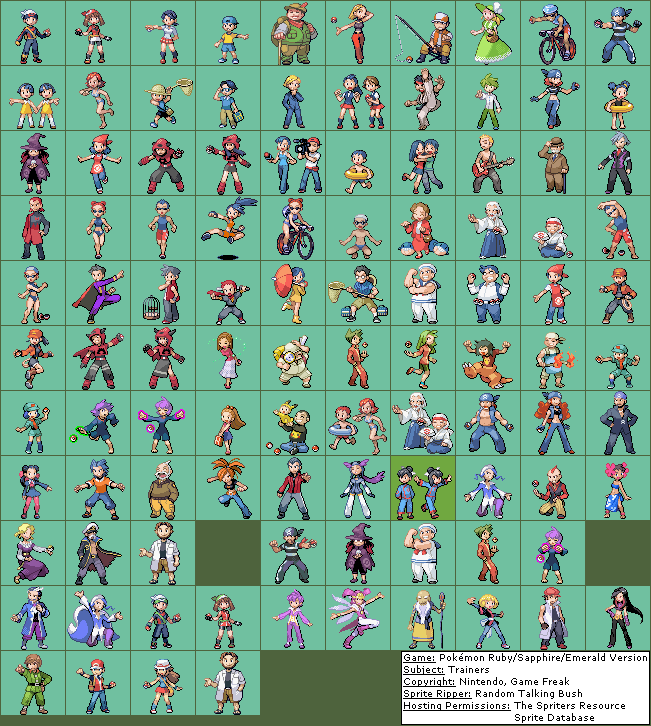 Game: Pokémon Ruby/Sapphire/Emerald Version
Subject: Trainers
Copyright: Nintendo, Game Freak
Sprite Ripper: Random Talking Bush
Hosting Permissions: The Spriters Resource
Sprite Database